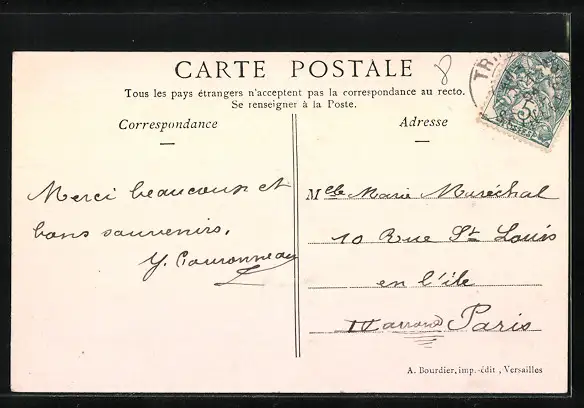 CARTE POSTALE
8
Tous les pays étrangers n'acceptent pas la correspondance au recto.
Se renseigner à la Poste.
Correspondance
Adresse
Merci beaucoup et
bons souvenirs.
Y. Couronneau
Melle Marie Maréchal
10 Rue St Louis
en l'île
IV arrond Paris
A. Bourdier, imp.-édit, Versailles